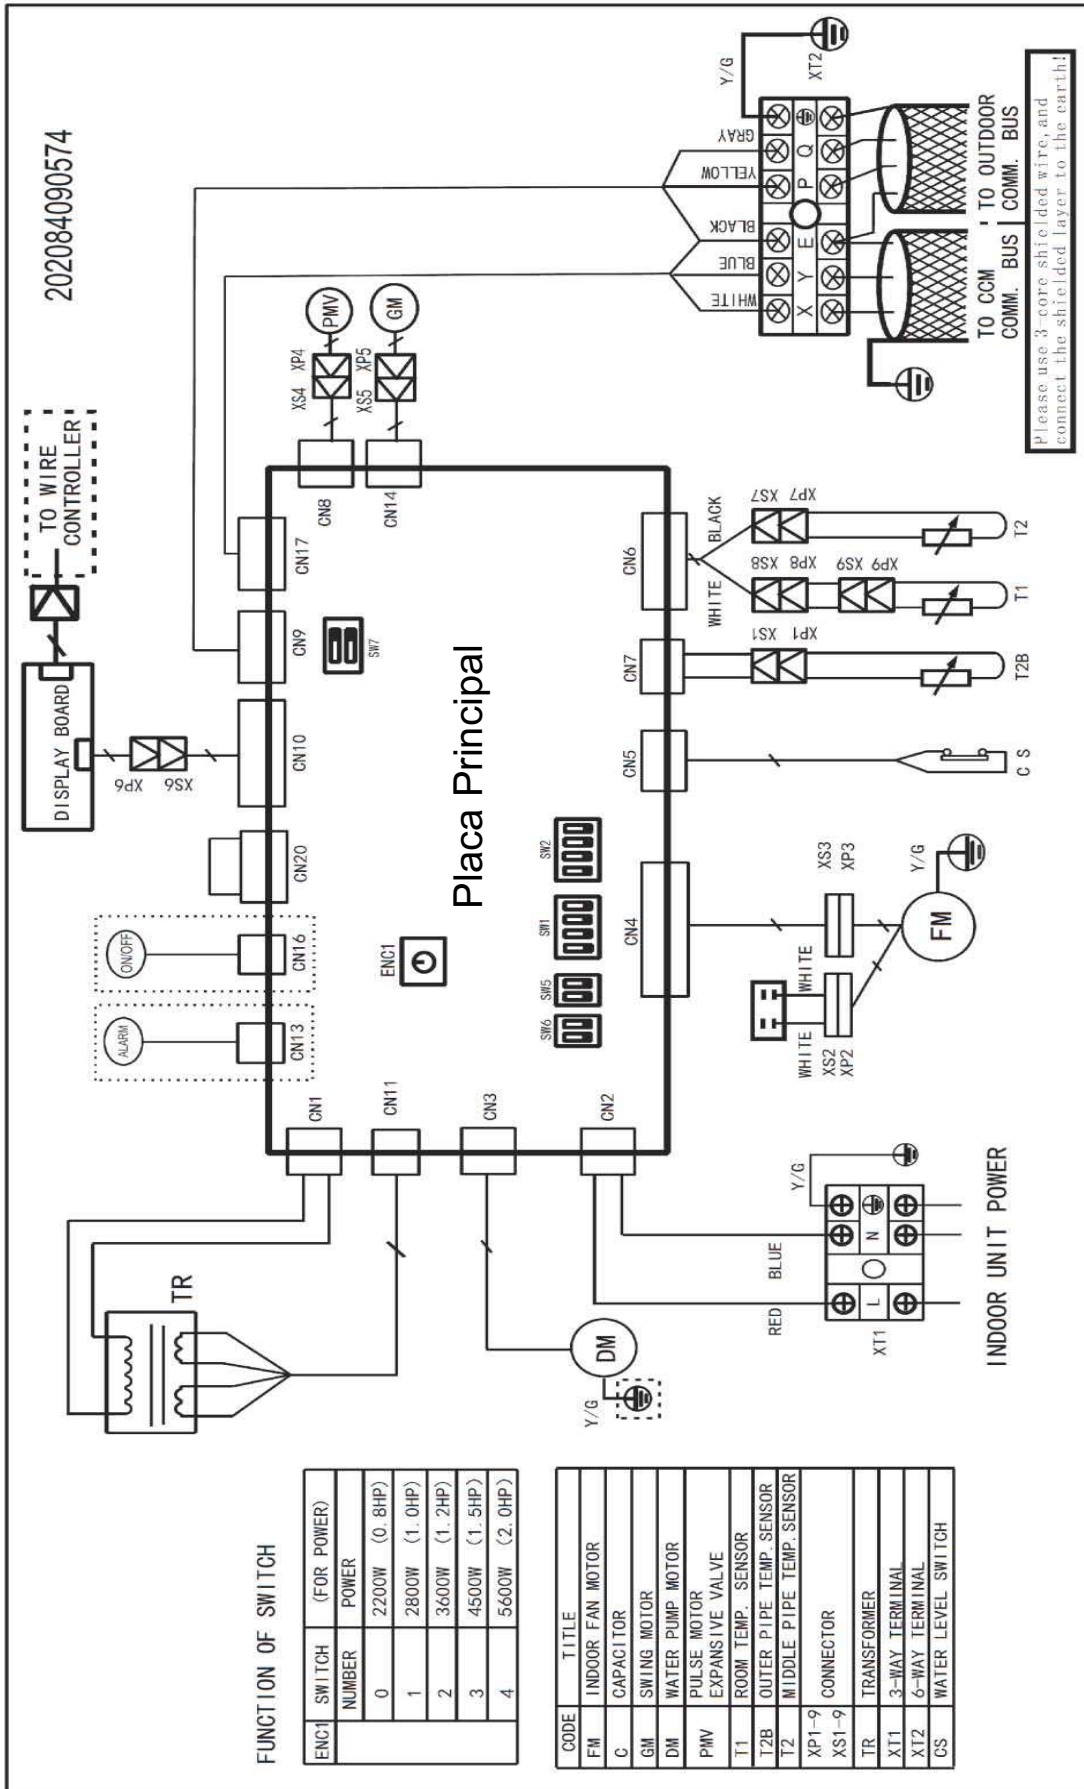 202084090574
DISPLAY BOARD
TO WIRE
CONTROLLER
XP6
XS6
ALARM
ON/OFF
CN13
CN16
CN20
CN10
CN9
CN17
SW7
CN1
CN11
CN3
CN2
CN8
CN14
XS4 XP4
PMV
XS5 XP5
GM
TR
ENC1
Placa Principal
SW6
SW5
SW1
SW2
CN4
CN5
CN7
CN6
DM
Y/G
RED
BLUE
Y/G
L
N
XT1
INDOOR UNIT POWER
WHITE
WHITE
XS2
XP2
XS3
XP3
FM
Y/G
C S
XS1 XP1
T2B
WHITE
XS8 XP8
XS9 XP9
T1
BLACK
XS7 XP7
T2
WHITE
BLUE
BLACK
YELLOW
GRAY
Y/G
X Y E P Q
XT2
TO CCM
COMM. BUS
TO OUTDOOR
COMM. BUS
Please use 3-core shielded wire, and
connect the shielded layer to the earth!
FUNCTION OF SWITCH
ENC1 SWITCH NUMBER (FOR POWER) POWER
0 2200W (0.8HP)
1 2800W (1.0HP)
2 3600W (1.2HP)
3 4500W (1.5HP)
4 5600W (2.0HP)
CODE TITLE
FM INDOOR FAN MOTOR
C CAPACITOR
GM SWING MOTOR
DM WATER PUMP MOTOR
PMV PULSE MOTOR
EXPANSIVE VALVE
T1 ROOM TEMP. SENSOR
T2B OUTER PIPE TEMP. SENSOR
T2 MIDDLE PIPE TEMP. SENSOR
XP1-9
XS1-9 CONNECTOR
TR TRANSFORMER
XT1 3-WAY TERMINAL
XT2 6-WAY TERMINAL
CS WATER LEVEL SWITCH